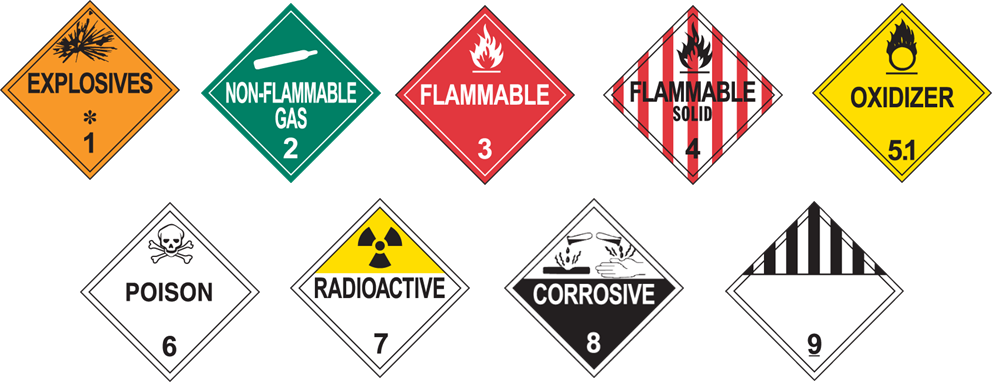 EXPLOSIVES
*
1
NON-FLAMMABLE
GAS
2
FLAMMABLE
3
FLAMMABLE
SOLID
4
OXIDIZER
5.1
POISON
6
RADIOACTIVE
7
CORROSIVE
8
9